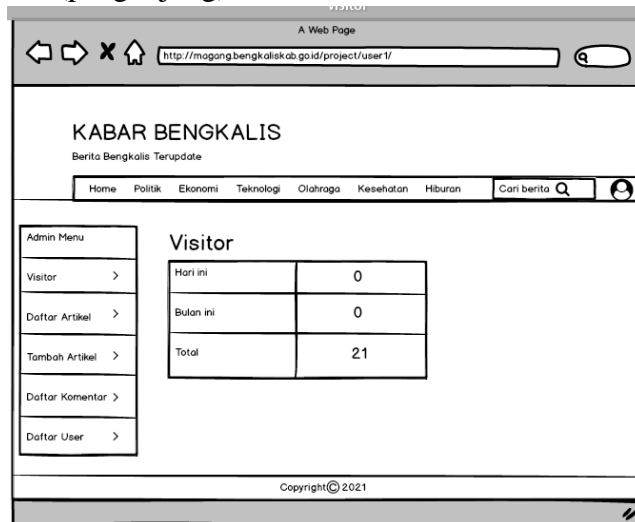 Visitor
A Web Page
http://magang.bengkaliskab.go.id/project/user1/
KABAR BENGKALIS
Berita Bengkalis Terupdate
Home Politik Ekonomi Teknologi Olahraga Kesehatan Hiburan Cari berita
Admin Menu
Visitor >
Daftar Artikel >
Tambah Artikel >
Daftar Komentar >
Daftar User >
Visitor
Hari ini 0
Bulan ini 0
Total 21
Copyright© 2021